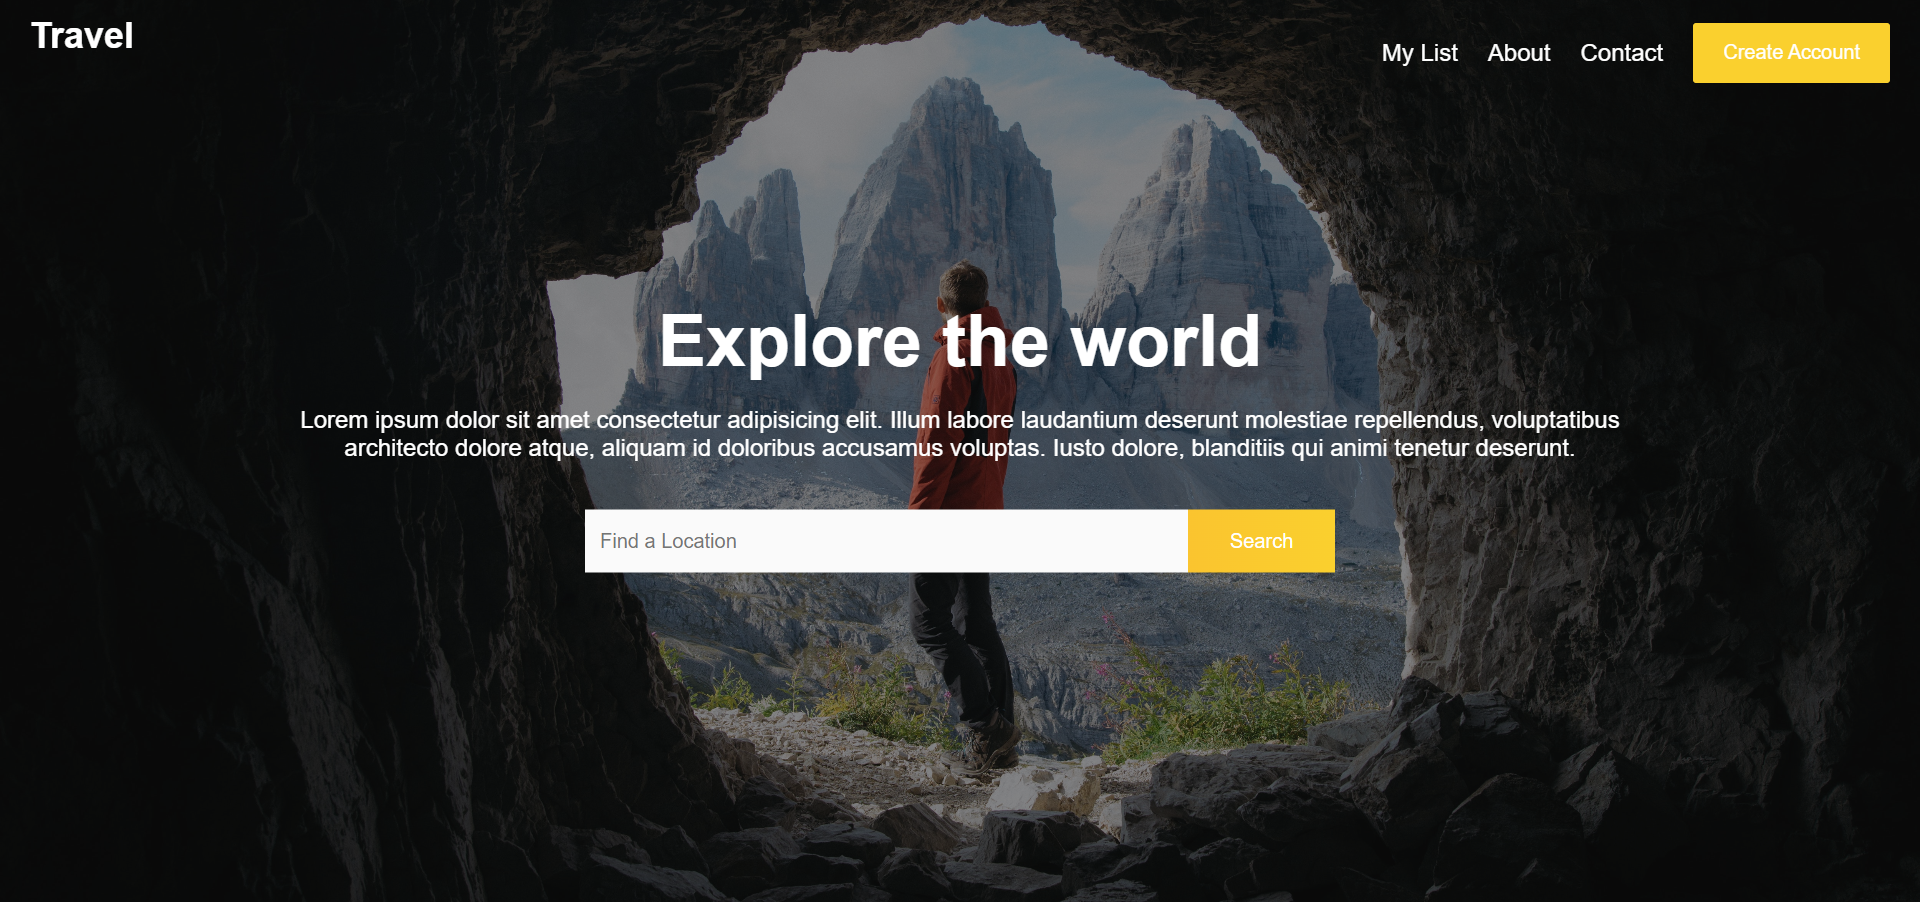 Travel
My List
About
Contact
Create Account
Explore the world
Lorem ipsum dolor sit amet consectetur adipisicing elit. Illum labore laudantium deserunt molestiae repellendus, voluptatibus
architecto dolore atque, aliquam id doloribus accusamus voluptas. Iusto dolore, blanditiis qui animi tenetur deserunt.
Find a Location
Search